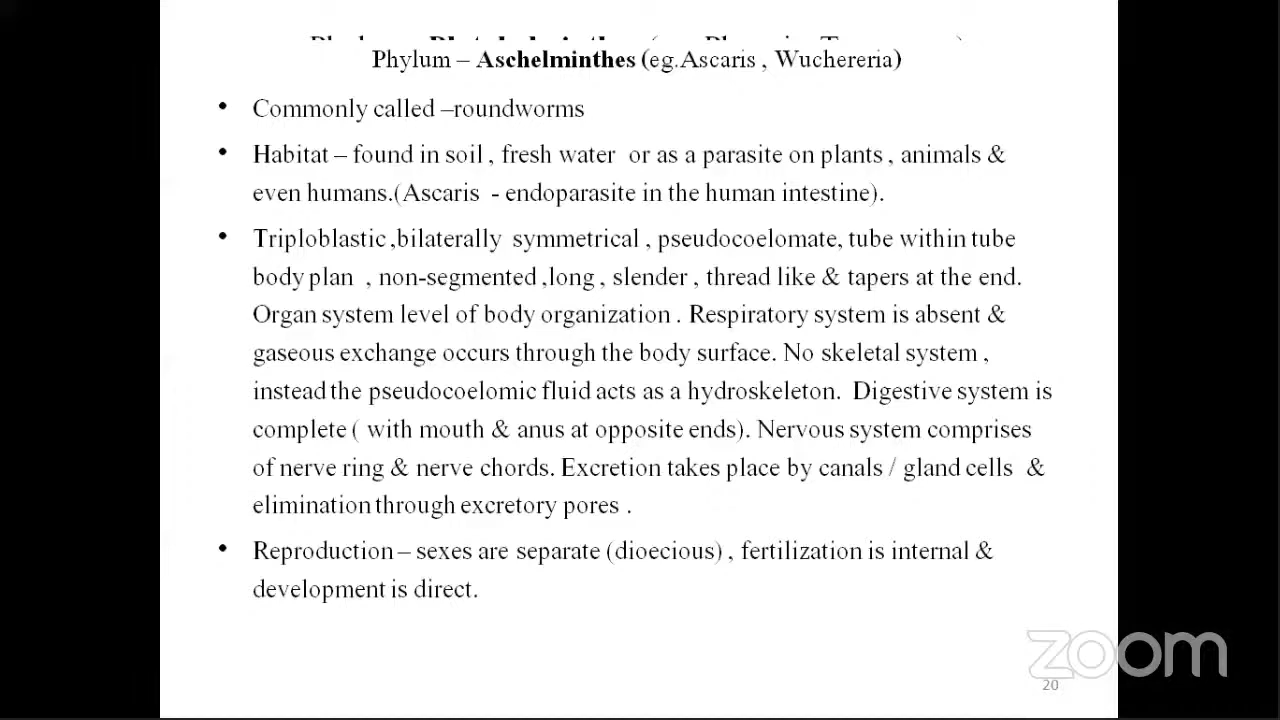 Phylum – Aschelminthes (eg.Ascaris , Wuchereria)
• Commonly called –roundworms
• Habitat – found in soil , fresh water or as a parasite on plants , animals &
even humans.(Ascaris - endoparasite in the human intestine).
• Triploblastic ,bilaterally symmetrical , pseudocoelomate, tube within tube
body plan , non-segmented ,long , slender , thread like & tapers at the end.
Organ system level of body organization . Respiratory system is absent &
gaseous exchange occurs through the body surface. No skeletal system ,
instead the pseudocoelomic fluid acts as a hydroskeleton. Digestive system is
complete ( with mouth & anus at opposite ends). Nervous system comprises
of nerve ring & nerve chords. Excretion takes place by canals / gland cells &
elimination through excretory pores .
• Reproduction – sexes are separate (dioecious) , fertilization is internal &
development is direct.
zoom
20